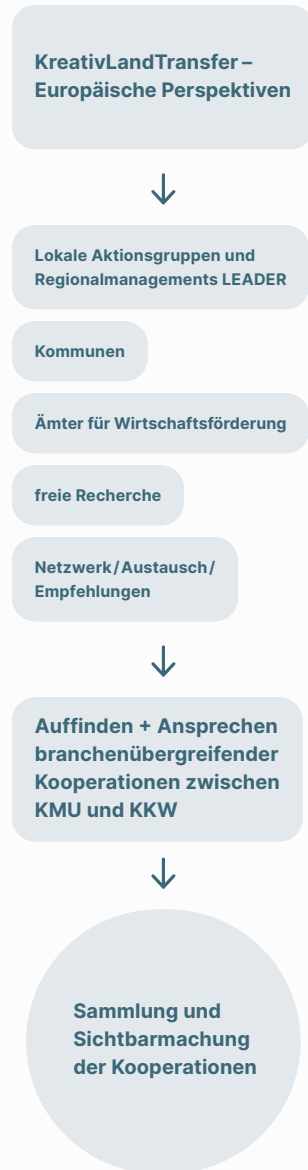 KreativLandTransfer –
Europäische Perspektiven
Lokale Aktionsgruppen und
Regionalmanagements LEADER
Kommunen
Ämter für Wirtschaftsförderung
freie Recherche
Netzwerk/Austausch/
Empfehlungen
Auffinden + Ansprechen
branchenübergreifender
Kooperationen zwischen
KMU und KKW
Sammlung und
Sichtbarmachung
der Kooperationen